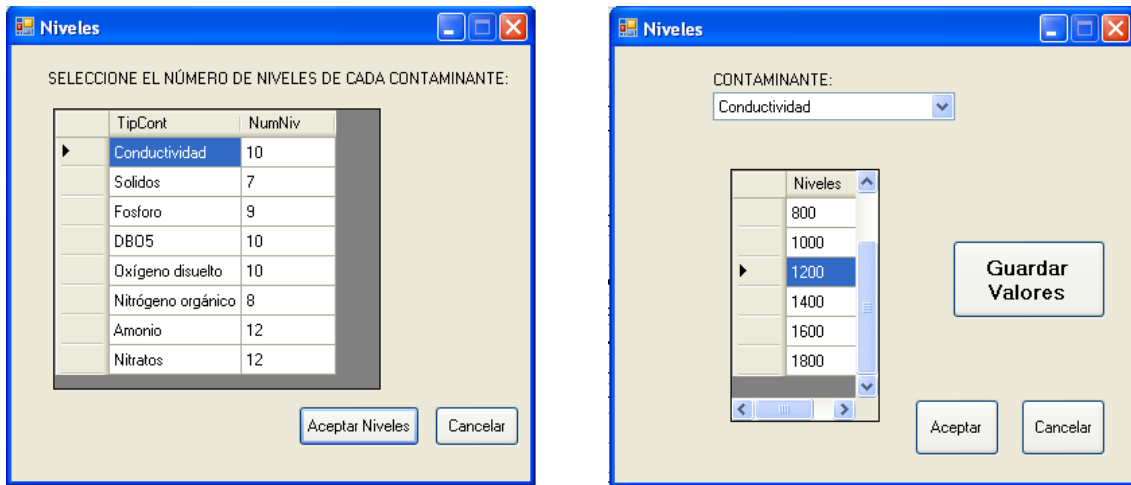 Niveles
SELECCIONE EL NÚMERO DE NIVELES DE CADA CONTAMINANTE:
TipCont NumNiv
Conductividad 10
Solidos 7
Fosforo 9
DBO5 10
Oxígeno disuelto 10
Nitrógeno orgánico 8
Amonio 12
Nitratos 12
Aceptar Niveles Cancelar
Niveles
CONTAMINANTE:
Conductividad
Niveles
800
1000
1200
1400
1600
1800
Guardar
Valores
Aceptar Cancelar